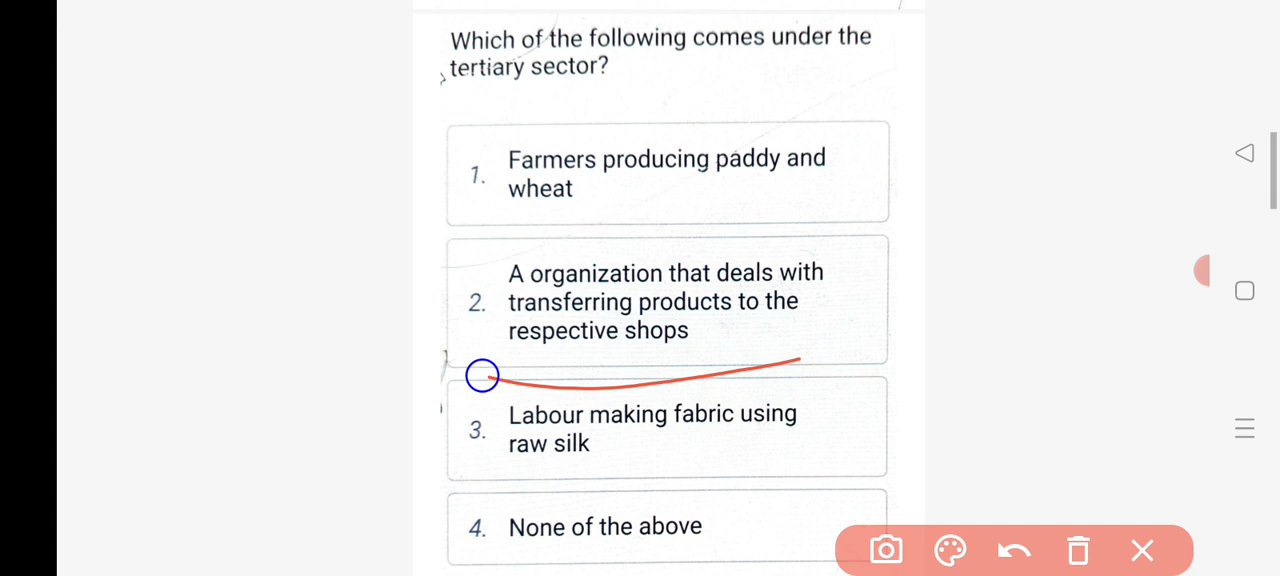 Which of the following comes under the
tertiary sector?
1. Farmers producing paddy and
wheat
2. A organization that deals with
transferring products to the
respective shops
3. Labour making fabric using
raw silk
4. None of the above